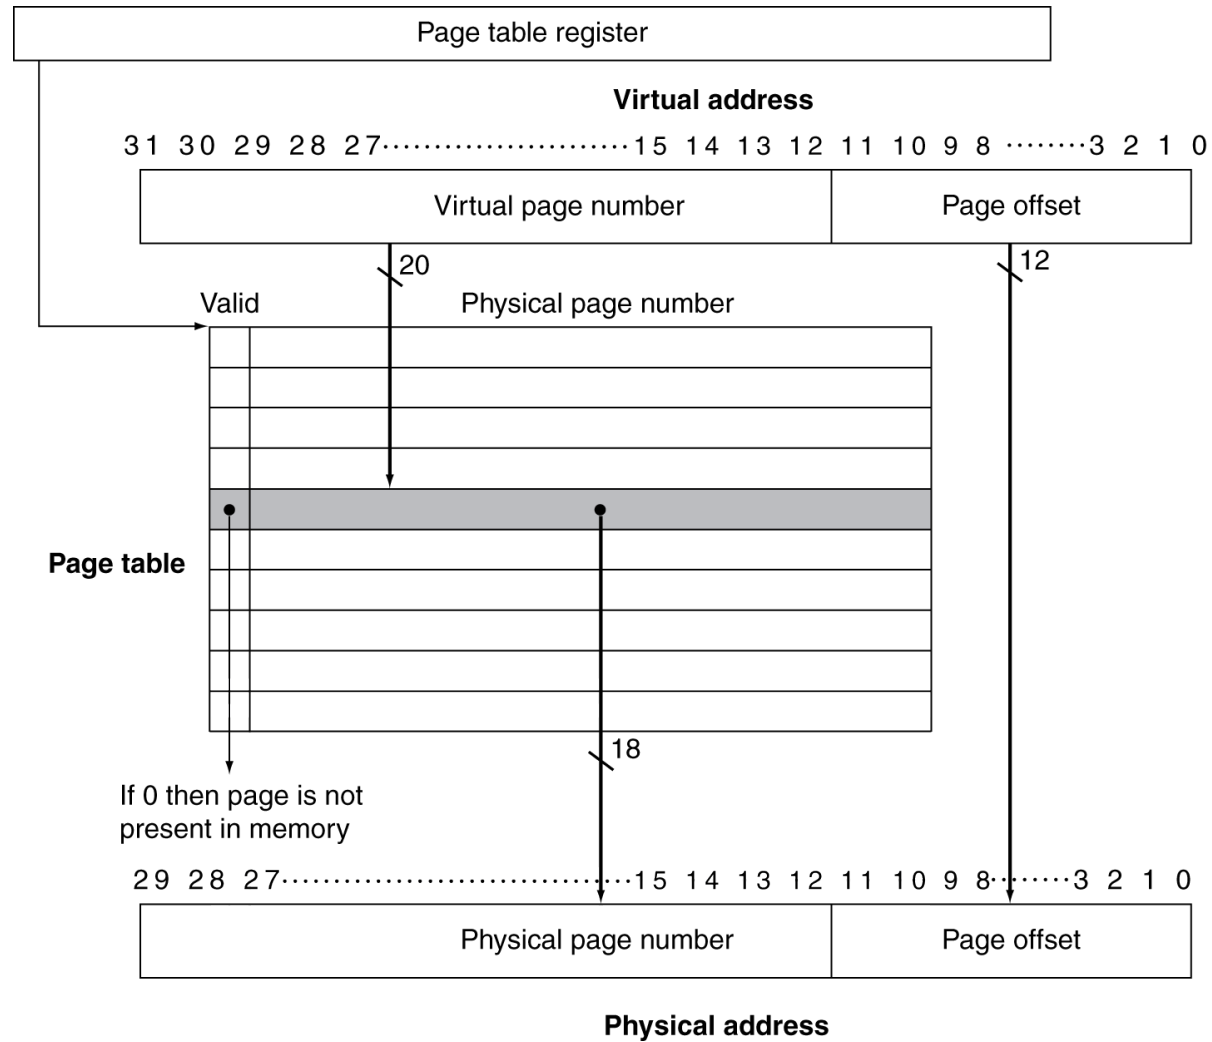 Page table register
Virtual address
31 30 29 28 27························15 14 13 12 11 10 9 8 ········3 2 1 0
Virtual page number Page offset
20 12
Valid Physical page number
Page table
18
If 0 then page is not
present in memory
29 28 27·································15 14 13 12 11 10 9 8········3 2 1 0
Physical page number Page offset
Physical address